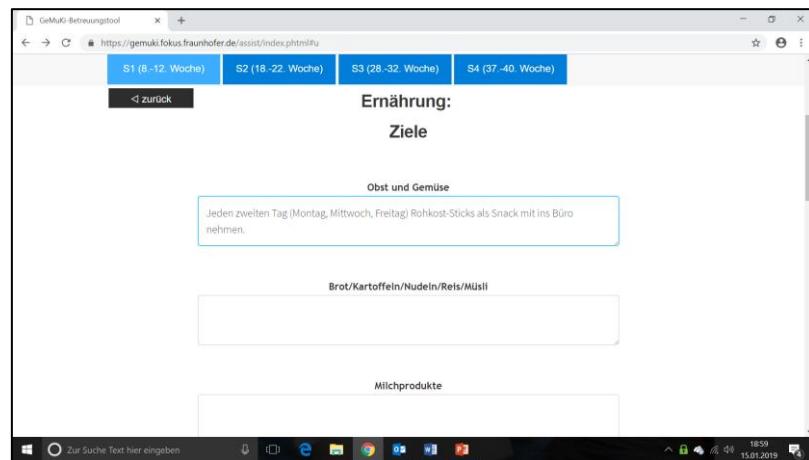 GeMuKi-Betreuungstool
https://gemuki.fokus.fraunhofer.de/assist/index.phtml#u
S1 (8.-12. Woche) S2 (18.-22. Woche) S3 (28.-32. Woche) S4 (37.-40. Woche)
◁ zurück
Ernährung:
Ziele
Obst und Gemüse
Jeden zweiten Tag (Montag, Mittwoch, Freitag) Rohkost-Sticks als Snack mit ins Büro
nehmen.
Brot/Kartoffeln/Nudeln/Reis/Müsli
Milchprodukte
Zur Suche Text hier eingeben
18:59
15.01.2019